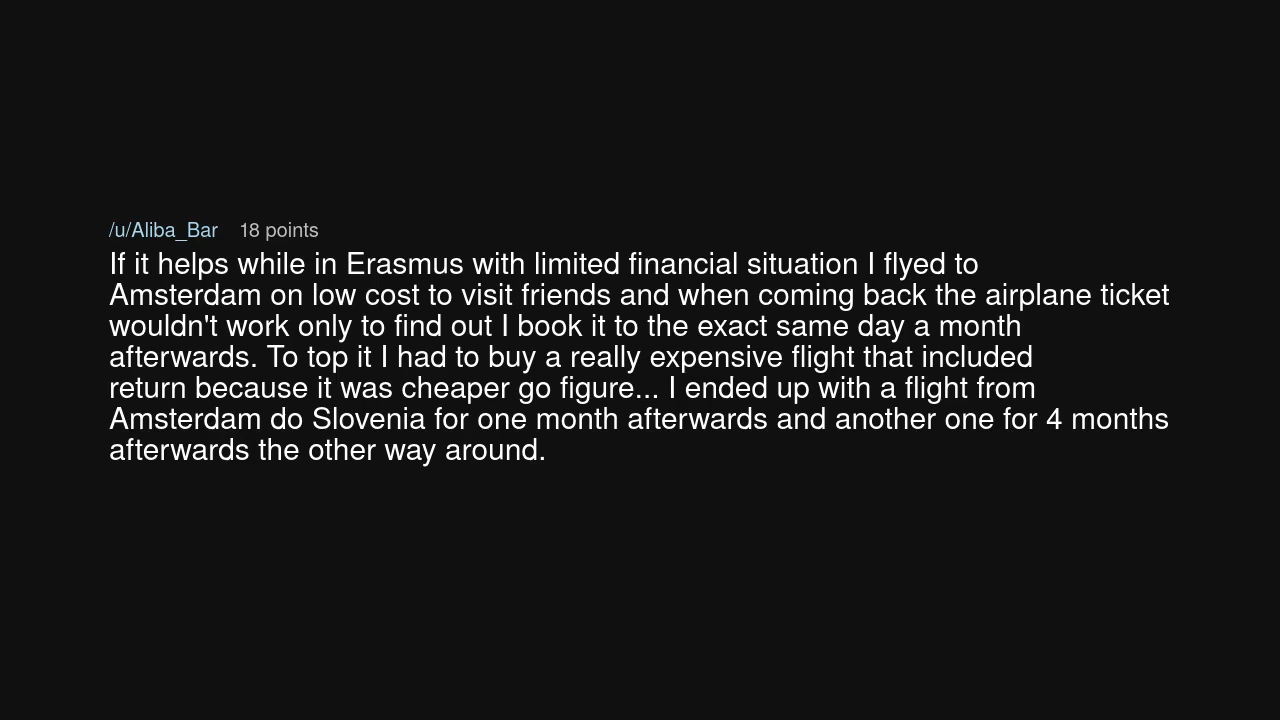 /u/Aliba_Bar 18 points
If it helps while in Erasmus with limited financial situation I flyed to
Amsterdam on low cost to visit friends and when coming back the airplane ticket
wouldn't work only to find out I book it to the exact same day a month
afterwards. To top it I had to buy a really expensive flight that included
return because it was cheaper go figure... I ended up with a flight from
Amsterdam do Slovenia for one month afterwards and another one for 4 months
afterwards the other way around.